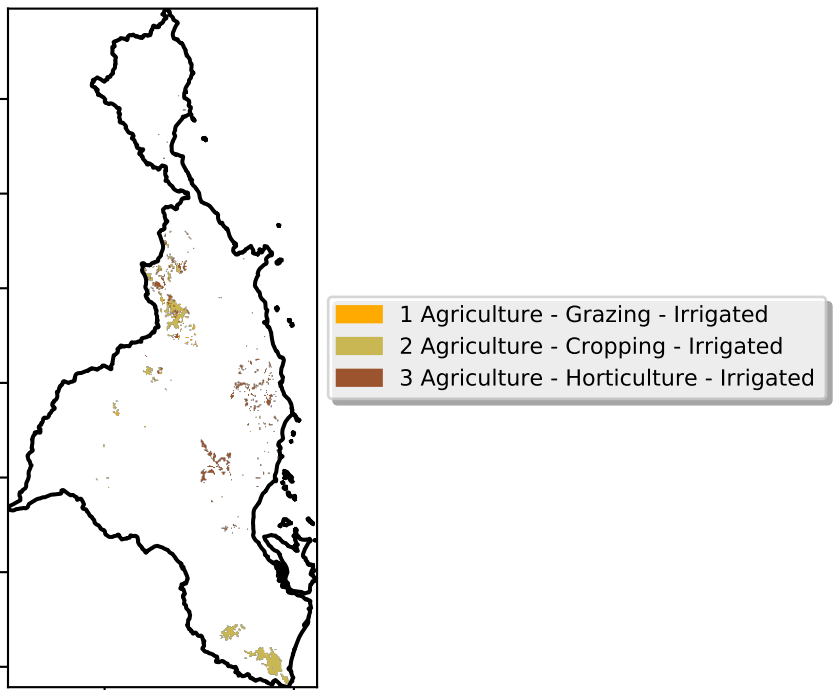 1 Agriculture - Grazing - Irrigated
2 Agriculture - Cropping - Irrigated
3 Agriculture - Horticulture - Irrigated